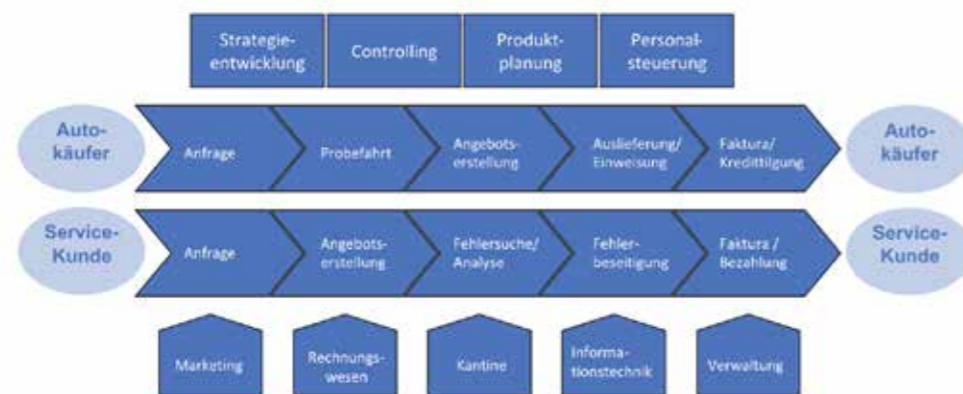 Strategie-
entwicklung
Controlling
Produkt-
planung
Personal-
steuerung
Auto-
käufer
Anfrage
Probefahrt
Angebots-
erstellung
Auslieferung/
Einweisung
Faktura/
Kredittilgung
Auto-
käufer
Service-
Kunde
Anfrage
Angebots-
erstellung
Fehlersuche/
Analyse
Fehler-
beseitigung
Faktura /
Bezahlung
Service-
Kunde
Marketing
Rechnungs-
wesen
Kantine
Informa-
tionstechnik
Verwaltung